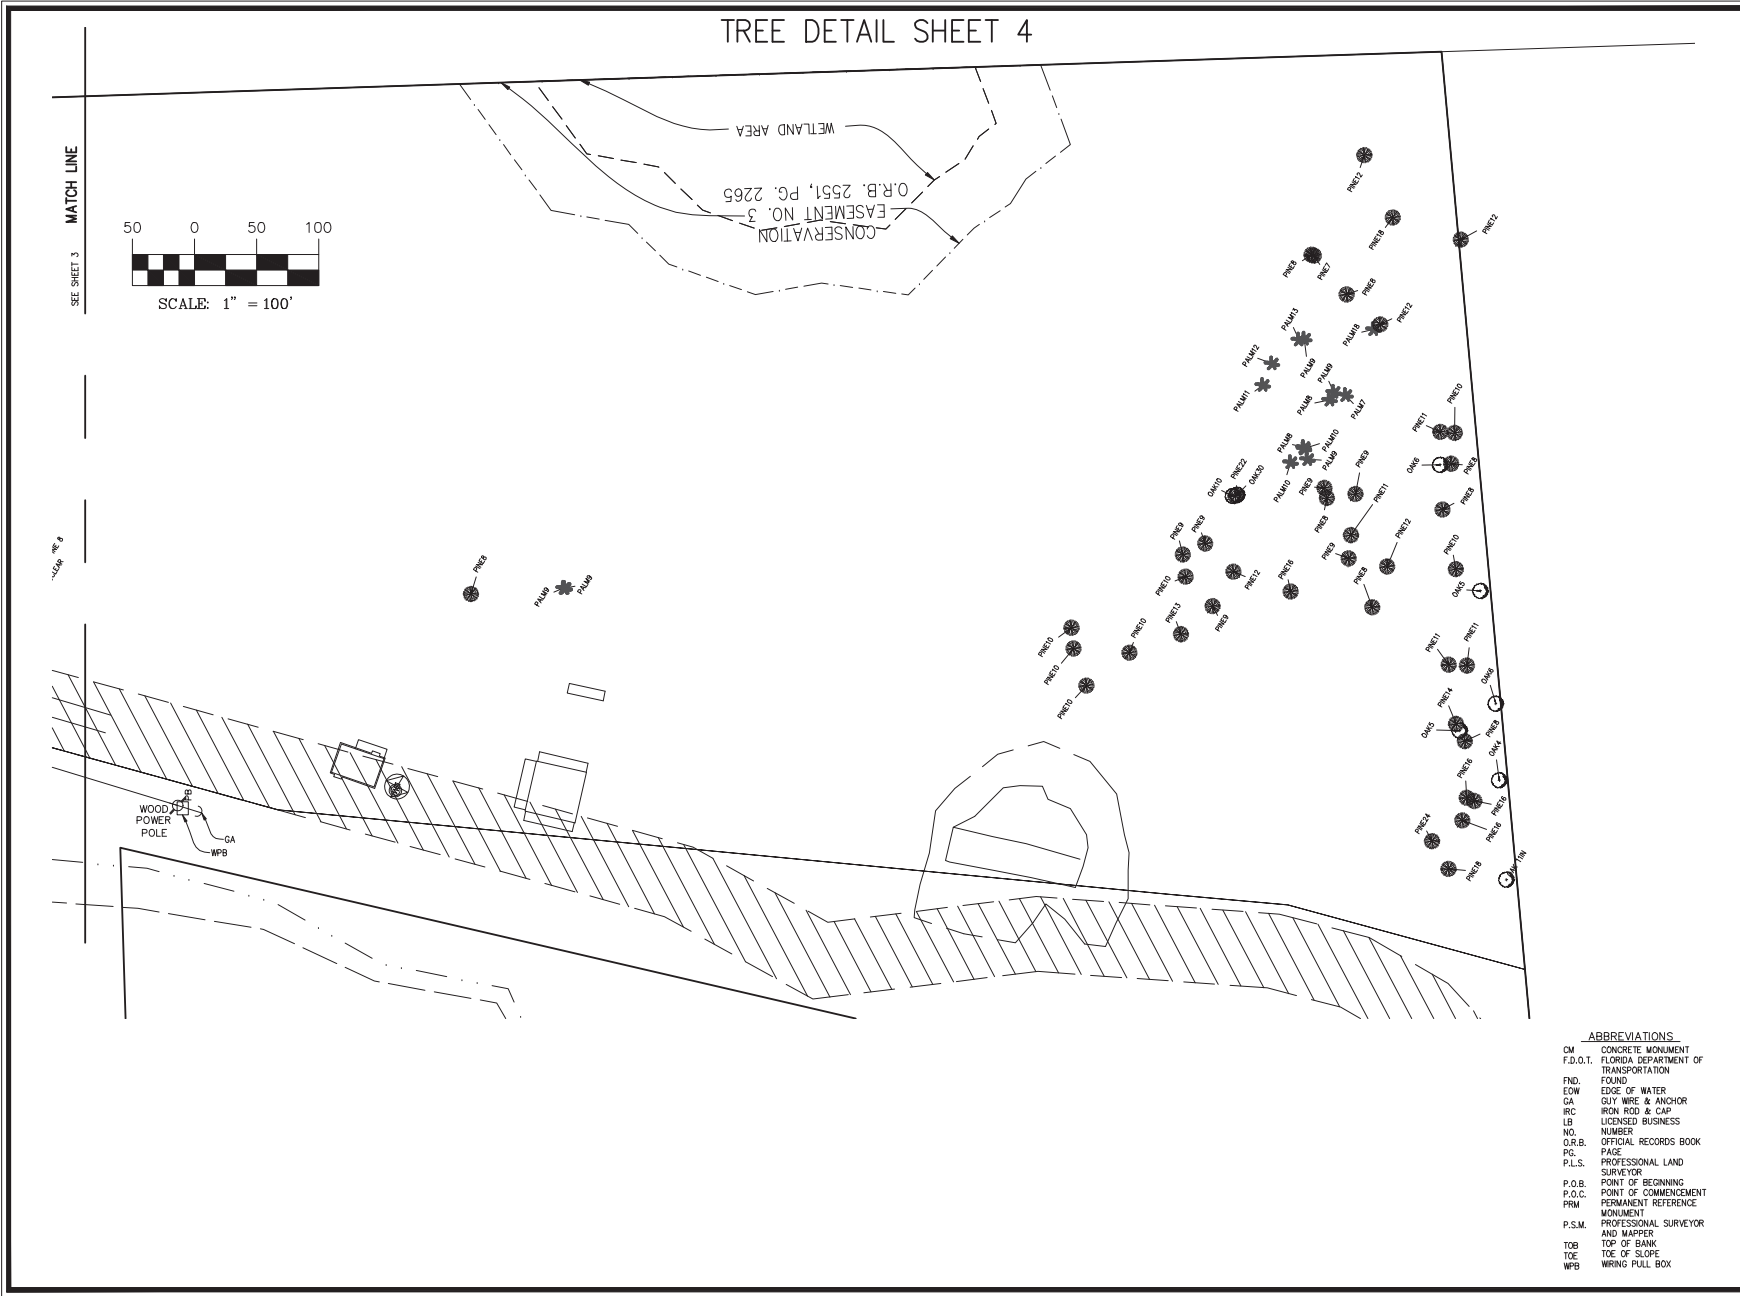 TREE DETAIL SHEET 4
MATCH LINE
SEE SHEET 3
50 0 50 100
SCALE: 1" = 100'
WETLAND AREA
CONSERVATION
EASEMENT NO. 3
O.R.B. 2551, PG. 2265
PINE12
PINE18
PINE12
PINE8
PINE7
PINE8
PALM13
PALM18
PINE12
PALM12
PALM9
PALM9
PALM11
PALM8
PALM7
PINE11
PINE10
PALM8
PALM10
PALM9
PALM10
OAK10
PINE22
OAK30
PINE9
PINE9
PINE8
PINE11
OAK6
PINE8
PINE8
PINE9
PINE9
PINE10
PINE12
PINE16
PINE9
PINE8
PINE12
PINE10
OAK5
PINE8
PALM9
PALM9
PINE10
PINE10
PINE10
PINE10
PINE13
PINE9
PINE11
PINE11
OAK6
PINE14
OAK5
PINE8
OAK4
PINE16
PINE16
PINE16
PINE24
PINE18
NE 8
LEAR
WOOD
POWER
POLE
PB
GA
WPB
ABBREVIATIONS
CM CONCRETE MONUMENT
F.D.O.T. FLORIDA DEPARTMENT OF
TRANSPORTATION
FND. FOUND
EOW EDGE OF WATER
GA GUY WIRE & ANCHOR
IRC IRON ROD & CAP
LB LICENSED BUSINESS
NO. NUMBER
O.R.B. OFFICIAL RECORDS BOOK
PG. PAGE
P.L.S. PROFESSIONAL LAND
SURVEYOR
P.O.B. POINT OF BEGINNING
P.O.C. POINT OF COMMENCEMENT
PRM PERMANENT REFERENCE
MONUMENT
P.S.M. PROFESSIONAL SURVEYOR
AND MAPPER
TOB TOP OF BANK
TOE TOE OF SLOPE
WPB WIRING PULL BOX